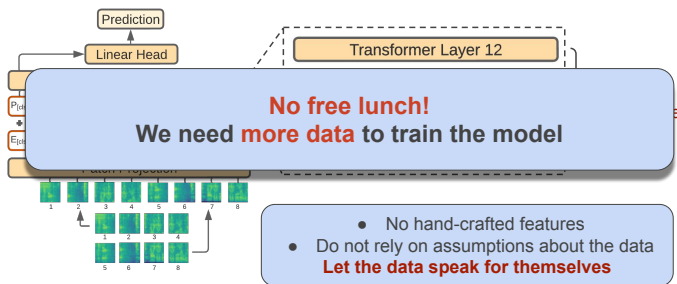 Prediction
Linear Head
Transformer Layer 12
No free lunch!
We need more data to train the model
Patch Projection
1 2 3 4 5 6 7 8
1 2 3 4
5 6 7 8
● No hand-crafted features
● Do not rely on assumptions about the data
Let the data speak for themselves